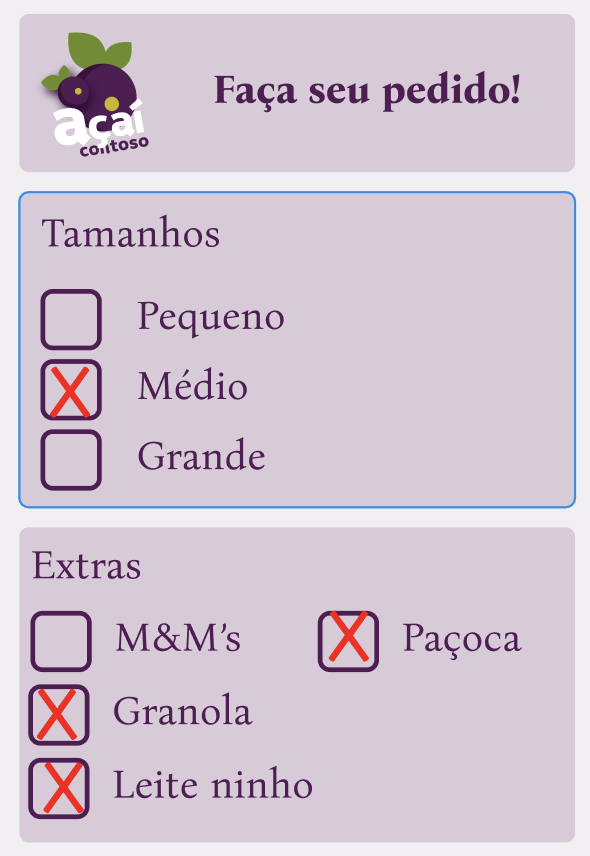 açaí
contoso
Faça seu pedido!
Tamanhos
Pequeno
X Médio
Grande
Extras
M&M’s
X Paçoca
X Granola
X Leite ninho